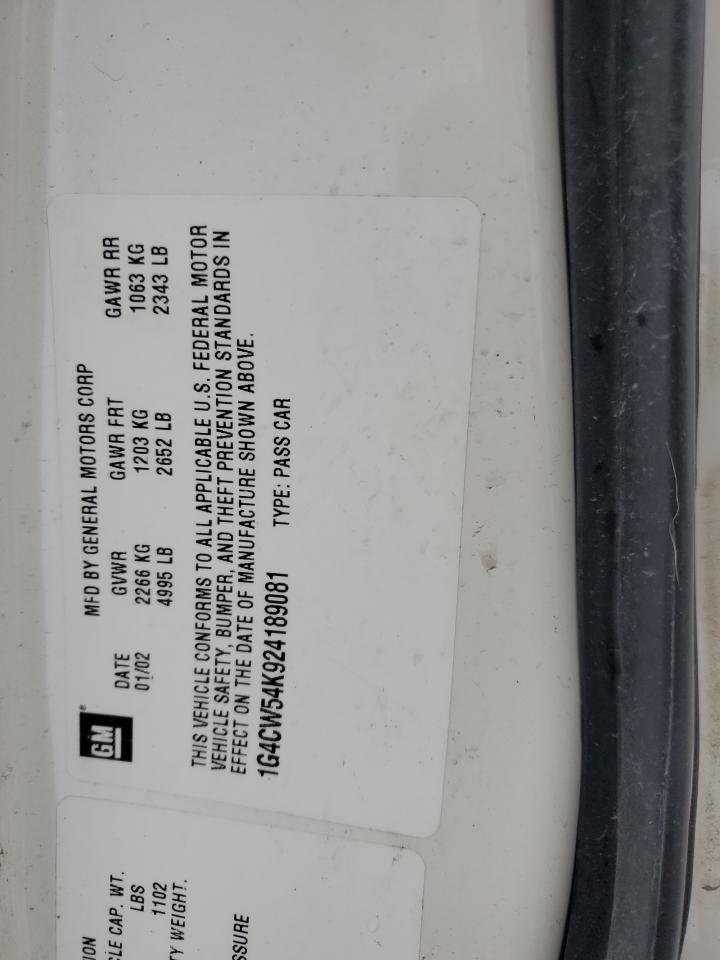 GM
MFD BY GENERAL MOTORS CORP
DATE GVWR GAWR FRT GAWR RR
01/02 2266 KG 1203 KG 1063 KG
4995 LB 2652 LB 2343 LB
THIS VEHICLE CONFORMS TO ALL APPLICABLE U.S. FEDERAL MOTOR
VEHICLE SAFETY, BUMPER, AND THEFT PREVENTION STANDARDS IN
EFFECT ON THE DATE OF MANUFACTURE SHOWN ABOVE.
1G4CW54K924189081 TYPE: PASS CAR
ION
CLE CAP. WT.
LBS
1102
TY WEIGHT.
SSURE